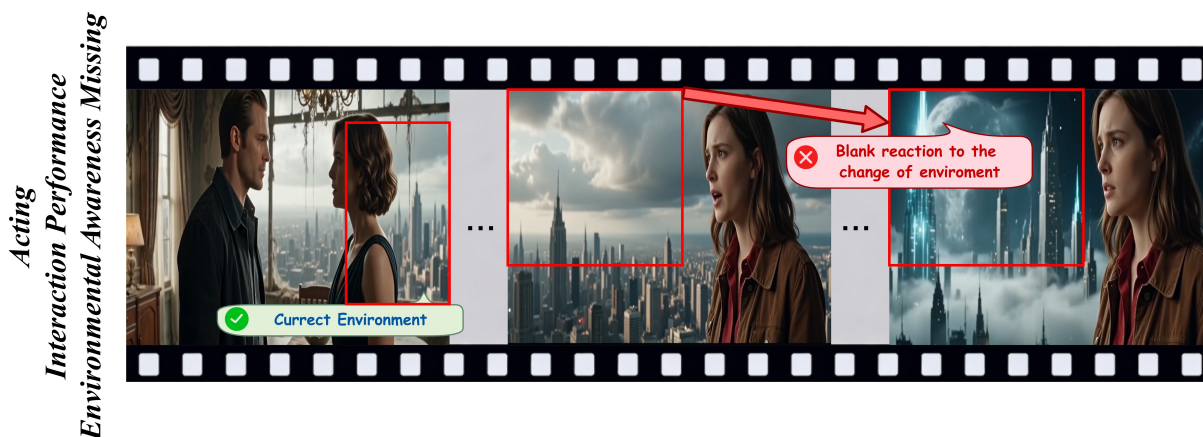 Acting
Interaction Performance
Environmental Awareness Missing
Currect Environment
...
...
Blank reaction to the
change of enviroment